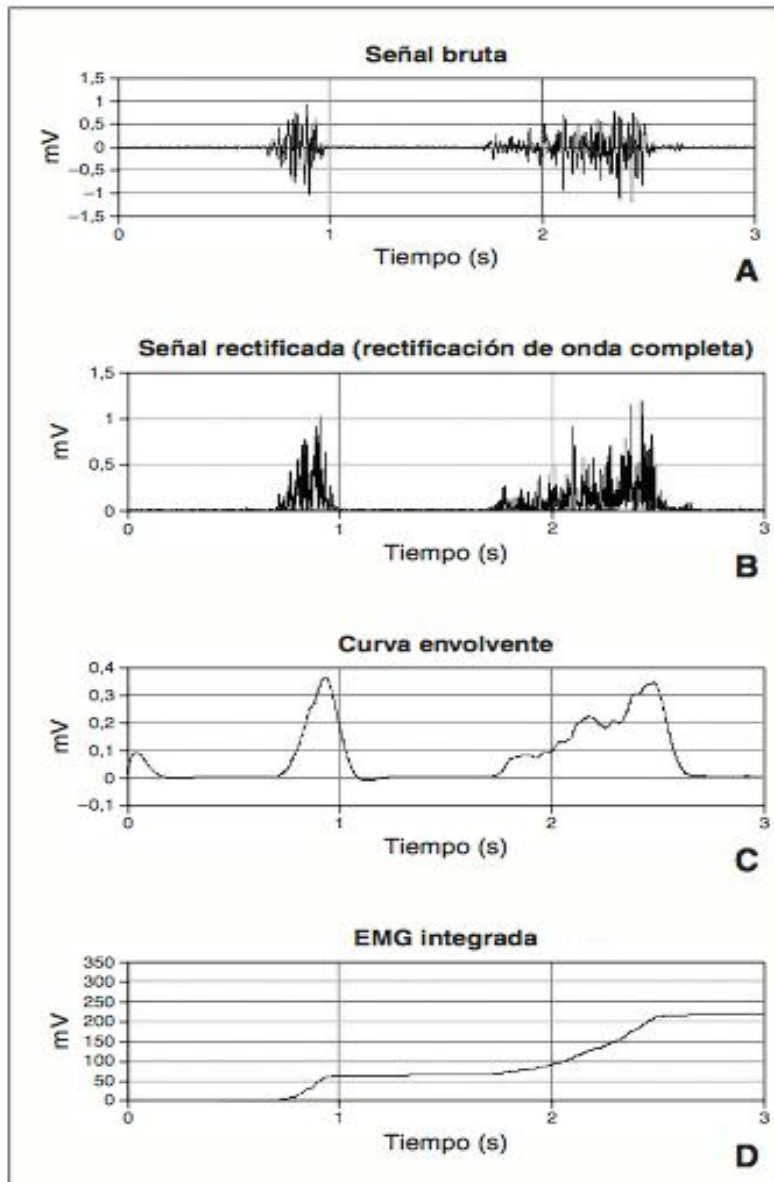 Señal bruta
1,5
1
0,5
0
−0,5
−1
−1,5
mV
0 1 2 3
Tiempo (s)
A
Señal rectificada (rectificación de onda completa)
1,5
1
0,5
0
mV
0 1 2 3
Tiempo (s)
B
Curva envolvente
0,4
0,3
0,2
0,1
0
−0,1
mV
0 1 2 3
Tiempo (s)
C
EMG integrada
350
300
250
200
150
100
50
0
mV
0 1 2 3
Tiempo (s)
D